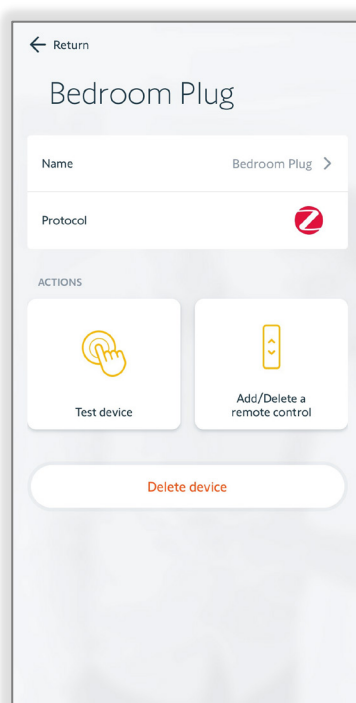 Return
Bedroom Plug
Name
Bedroom Plug
Protocol
ACTIONS
Test device
Add/Delete a
remote control
Delete device